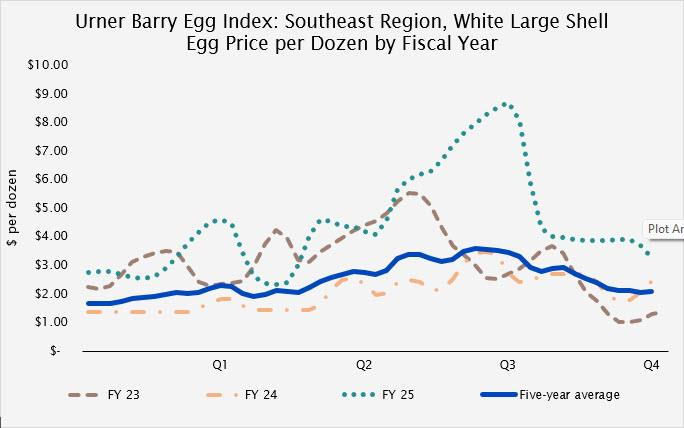 Urner Barry Egg Index: Southeast Region, White Large Shell
Egg Price per Dozen by Fiscal Year
$10.00
$9.00
$8.00
$7.00
$6.00
$5.00
$4.00
$3.00
$2.00
$1.00
$-
$ per dozen
Plot Ar
Q1 Q2 Q3 Q4
FY 23 FY 24 FY 25 Five-year average